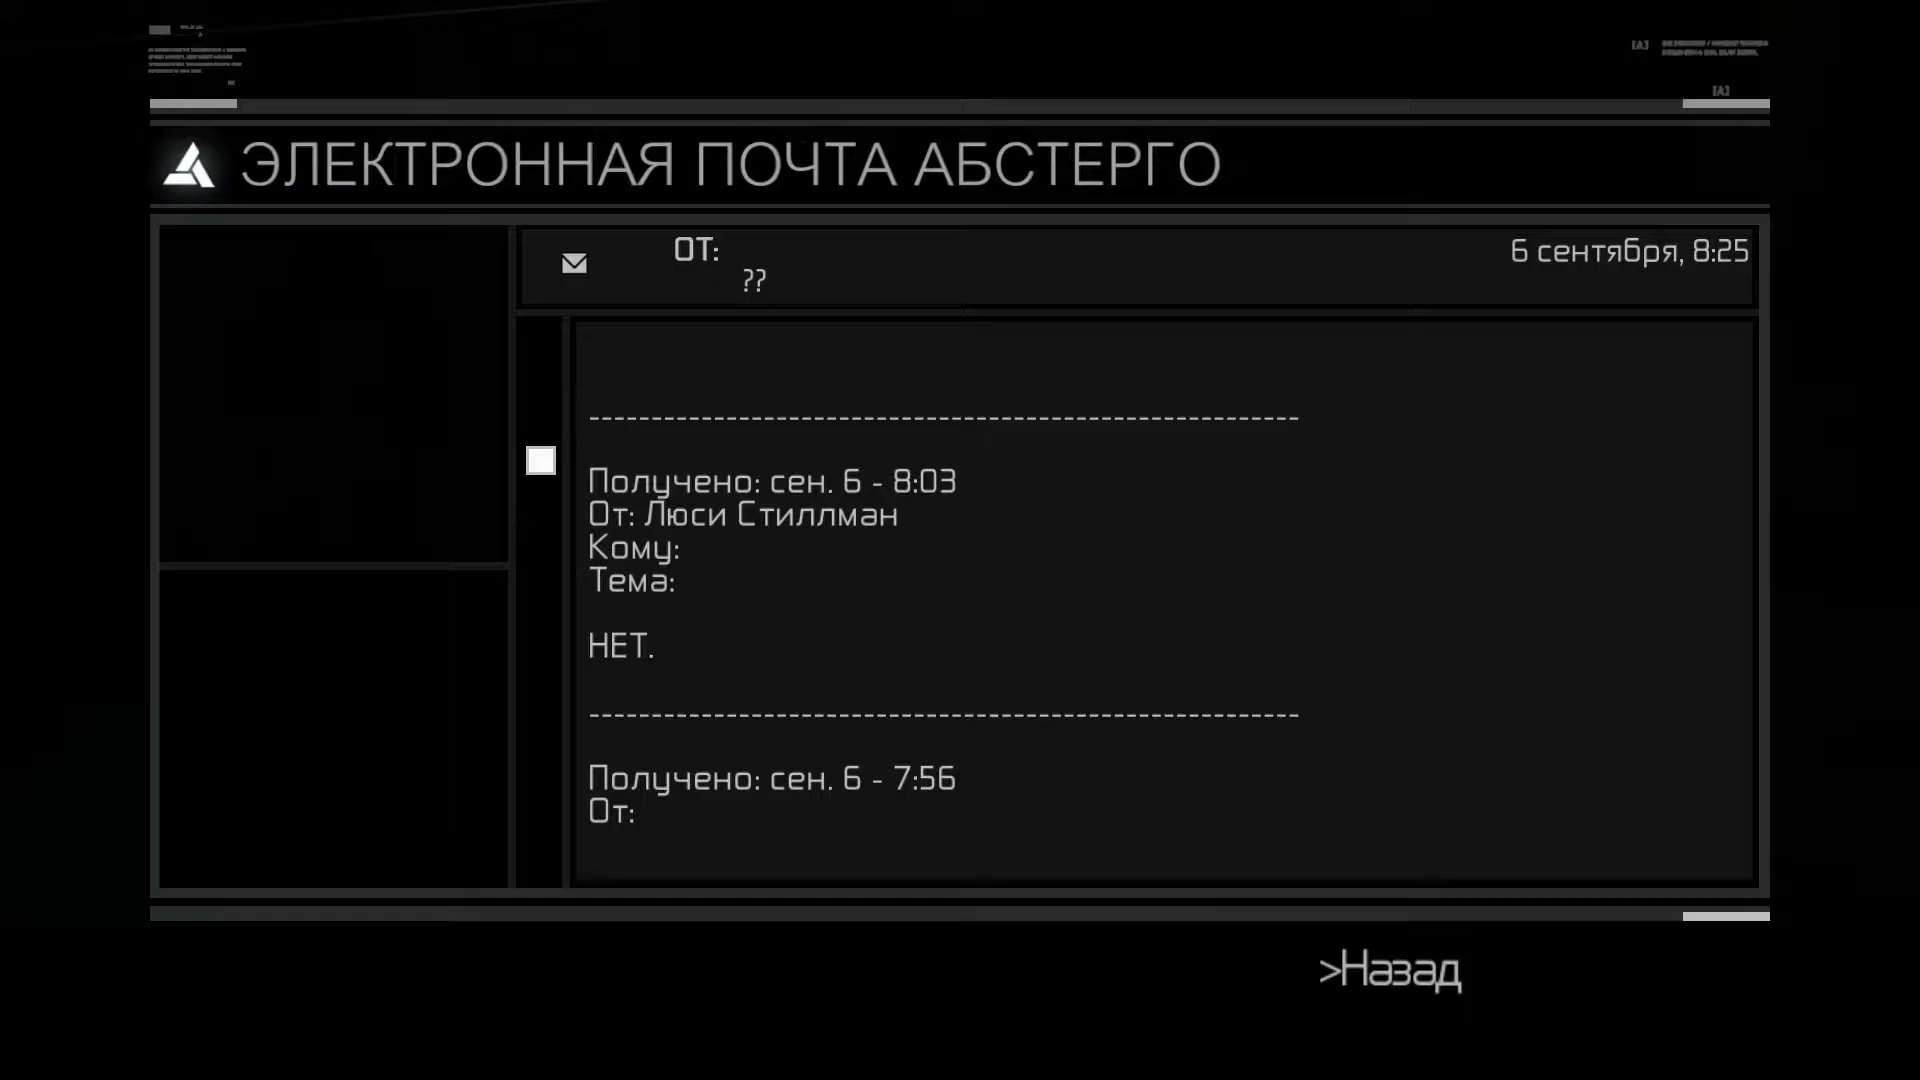 [A]
[A]
ЭЛЕКТРОННАЯ ПОЧТА АБСТЕРГО
ОТ:
6 сентября, 8:25
??
---------------------------------------------------------
Получено: сен. 6 - 8:03
От: Люси Стиллман
Кому:
Тема:
НЕТ.
---------------------------------------------------------
Получено: сен. 6 - 7:56
От:
>Назад